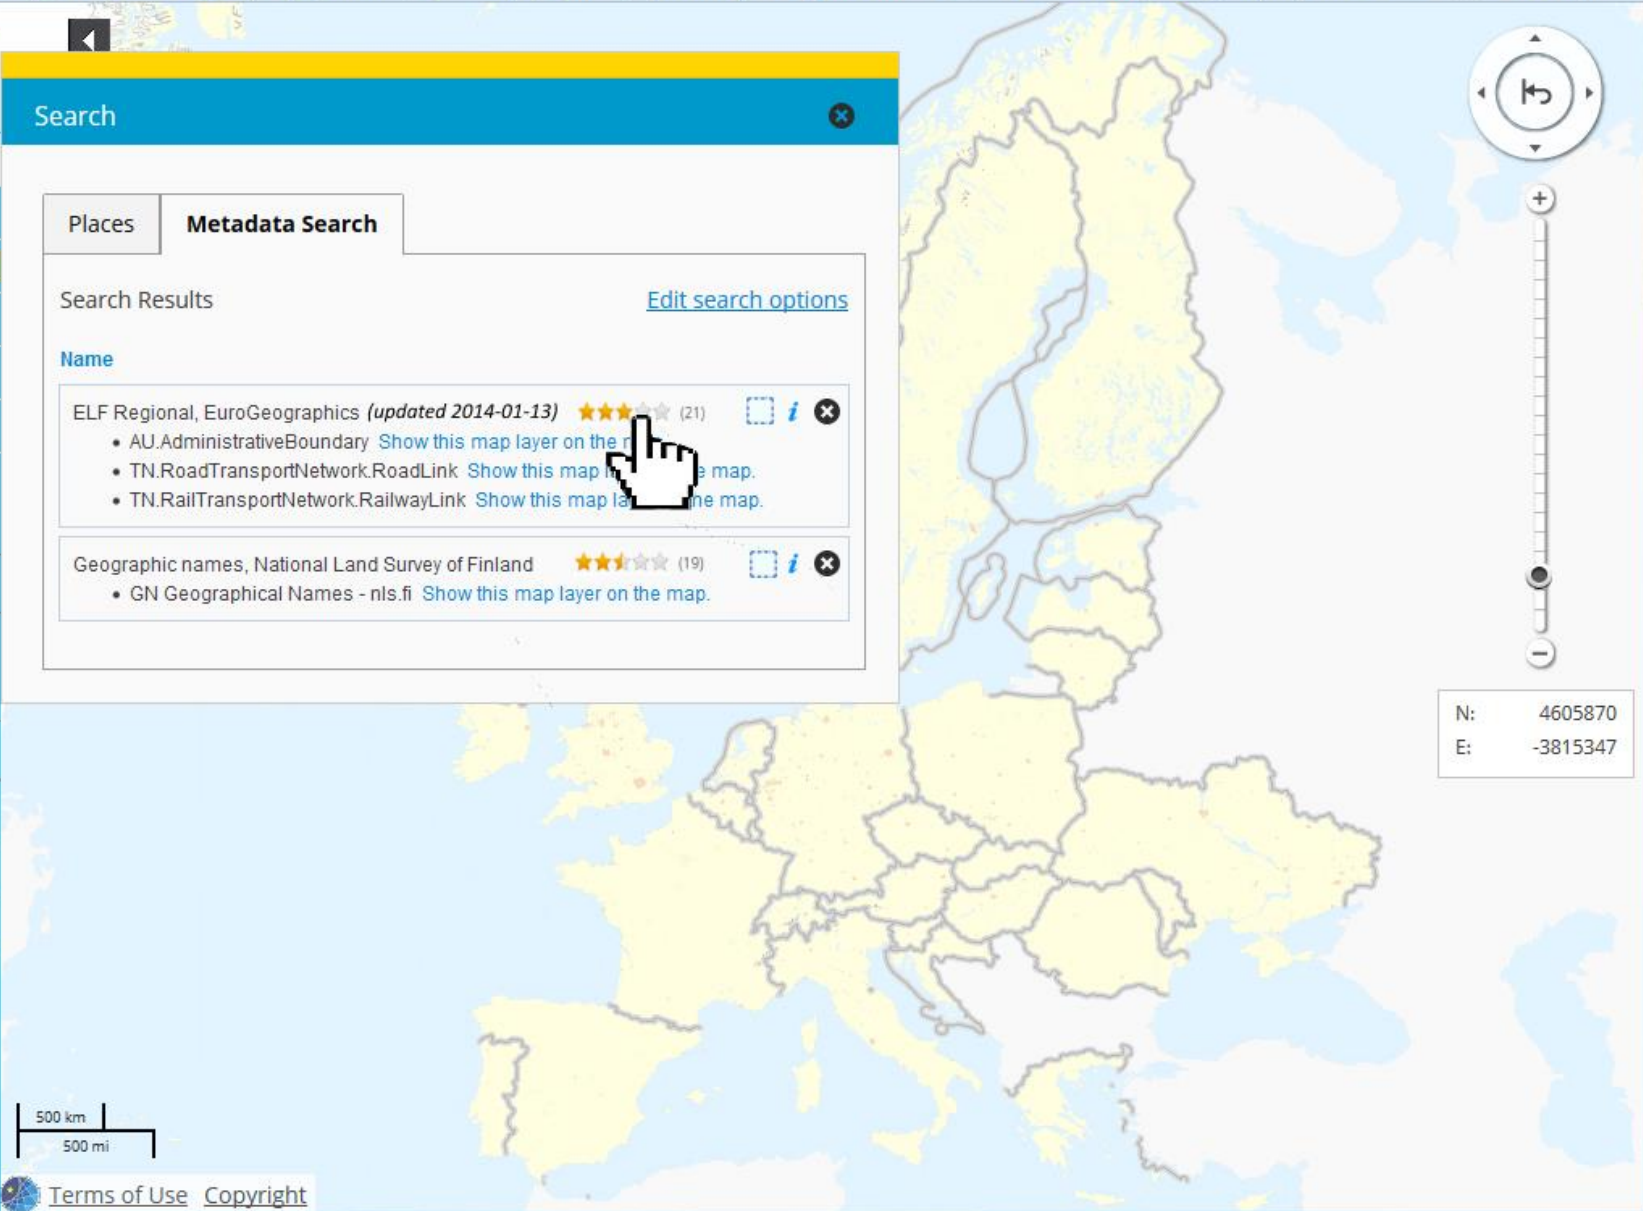 Search
Places
Metadata Search
Search Results
Edit search options
Name
ELF Regional, EuroGeographics (updated 2014-01-13) (21)
AU.AdministrativeBoundary Show this map layer on the
TN.RoadTransportNetwork.RoadLink Show this map map.
TN.RailTransportNetwork.RailwayLink Show this map map.
Geographic names, National Land Survey of Finland (19)
GN Geographical Names - nls.fi Show this map layer on the map.
N: 4605870
E: -3815347
500 km
500 mi
Terms of Use Copyright